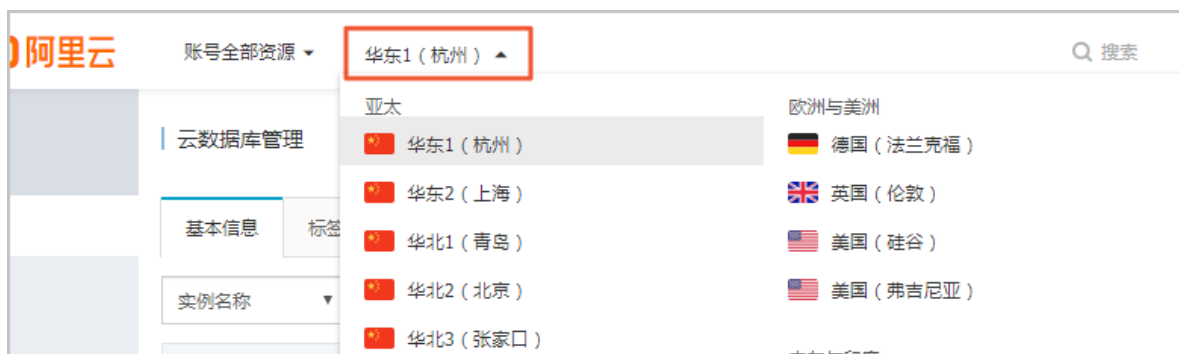 阿里云
账号全部资源
华东1（杭州）
搜索
亚太
欧洲与美洲
云数据库管理
华东1（杭州）
德国（法兰克福）
华东2（上海）
英国（伦敦）
基本信息
标签
华北1（青岛）
美国（硅谷）
实例名称
华北2（北京）
美国（弗吉尼亚）
华北3（张家口）